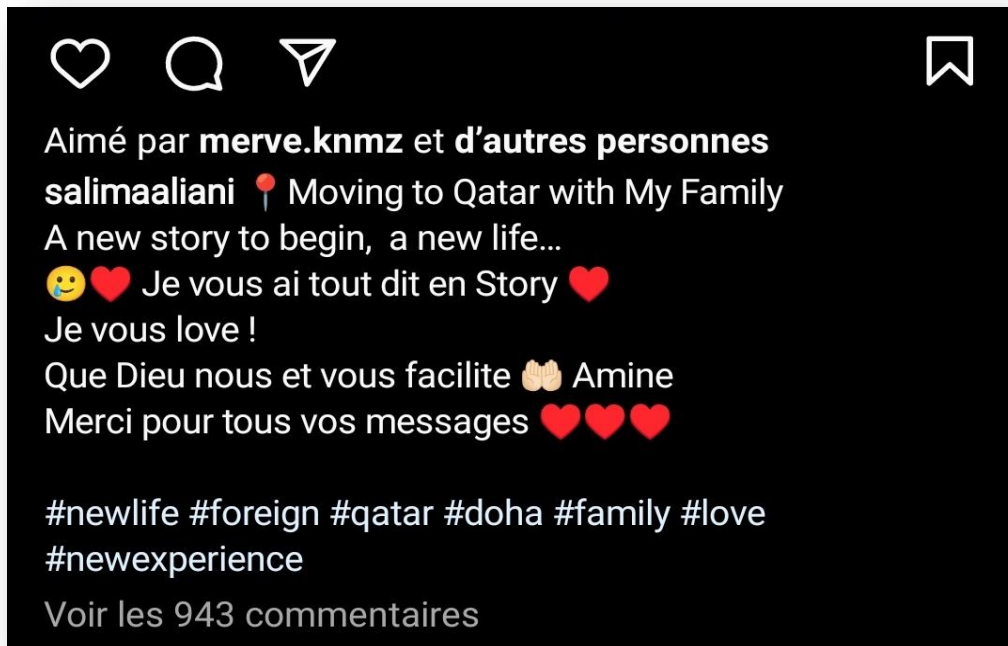 Aimé par merve.knmz et d’autres personnes
salimaaliani 📍 Moving to Qatar with My Family
A new story to begin,  a new life...
🥲♥️ Je vous ai tout dit en Story ♥️
Je vous love !
Que Dieu nous et vous facilite 🤲🏻 Amine
Merci pour tous vos messages ♥️♥️♥️
#newlife #foreign #qatar #doha #family #love
#newexperience
Voir les 943 commentaires